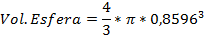 Vol. Esfera = 4/3 * π * 0,8596³